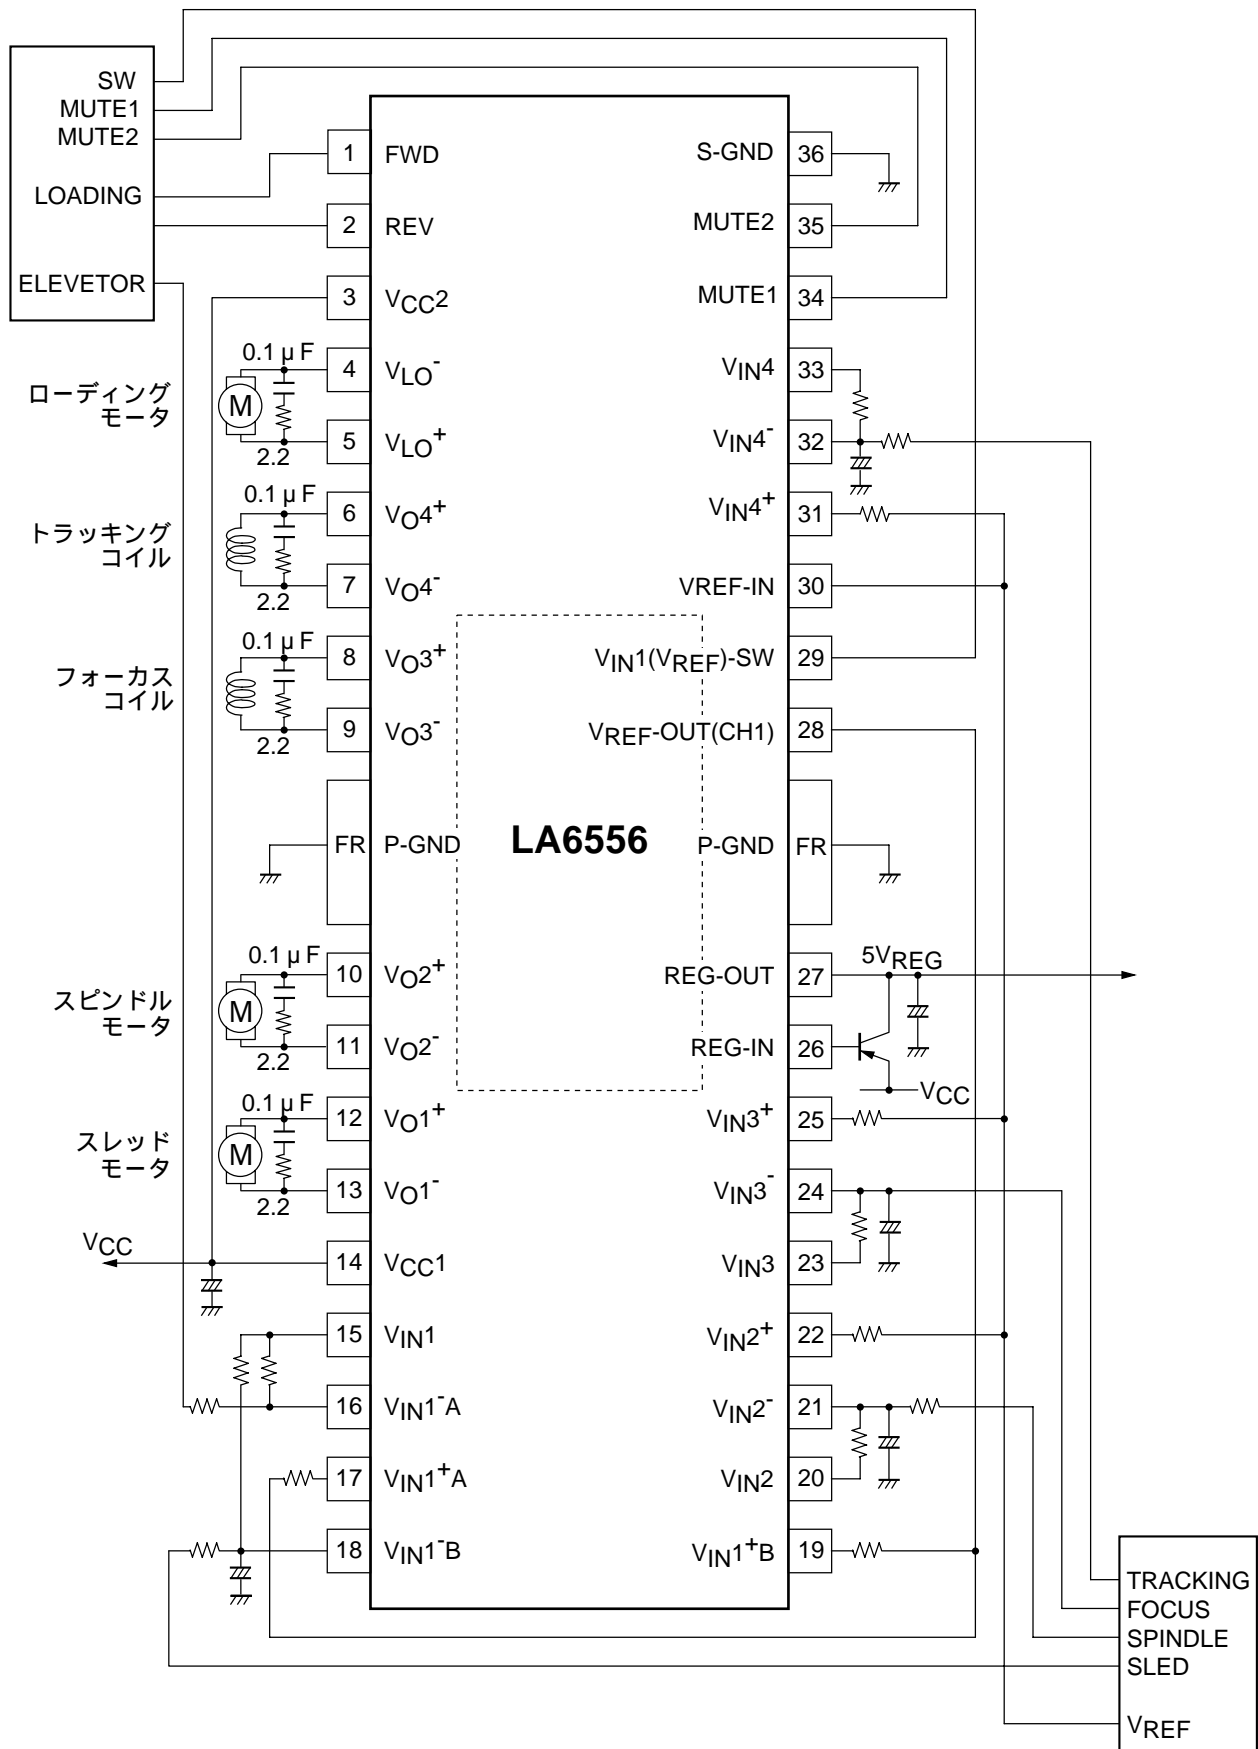 SW
MUTE1
MUTE2
LOADING
ELEVETOR
1 FWD
2 REV
3 VCC2
0.1 µ F
ローディング
モータ
M
4 VLO-
5 VLO+
2.2
0.1 µ F
トラッキング
コイル
6 VO4+
7 VO4-
2.2
0.1 µ F
フォーカス
コイル
8 VO3+
9 VO3-
2.2
FR P-GND
LA6556
0.1 µ F
スピンドル
モータ
M
10 VO2+
11 VO2-
2.2
0.1 µ F
スレッド
モータ
M
12 VO1+
13 VO1-
2.2
VCC
14 VCC1
15 VIN1
16 VIN1-A
17 VIN1+A
18 VIN1-B
S-GND 36
MUTE2 35
MUTE1 34
VIN4 33
VIN4- 32
VIN4+ 31
VREF-IN 30
VIN1(VREF)-SW 29
VREF-OUT(CH1) 28
P-GND FR
5VREG
REG-OUT 27
REG-IN 26
VCC
VIN3+ 25
VIN3- 24
VIN3 23
VIN2+ 22
VIN2- 21
VIN2 20
VIN1+B 19
TRACKING
FOCUS
SPINDLE
SLED
VREF